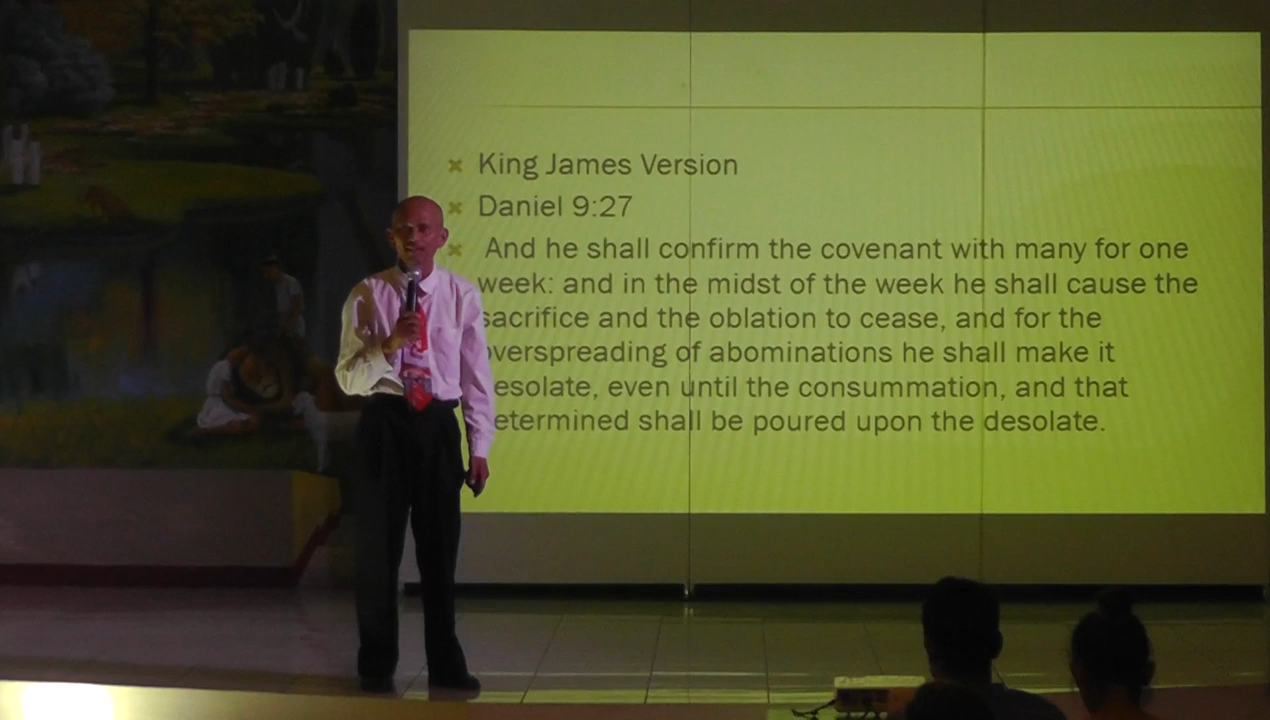 King James Version
Daniel 9:27
And he shall confirm the covenant with many for one
week: and in the midst of the week he shall cause the
sacrifice and the oblation to cease, and for the
overspreading of abominations he shall make it
esolate, even until the consummation, and that
etermined shall be poured upon the desolate.